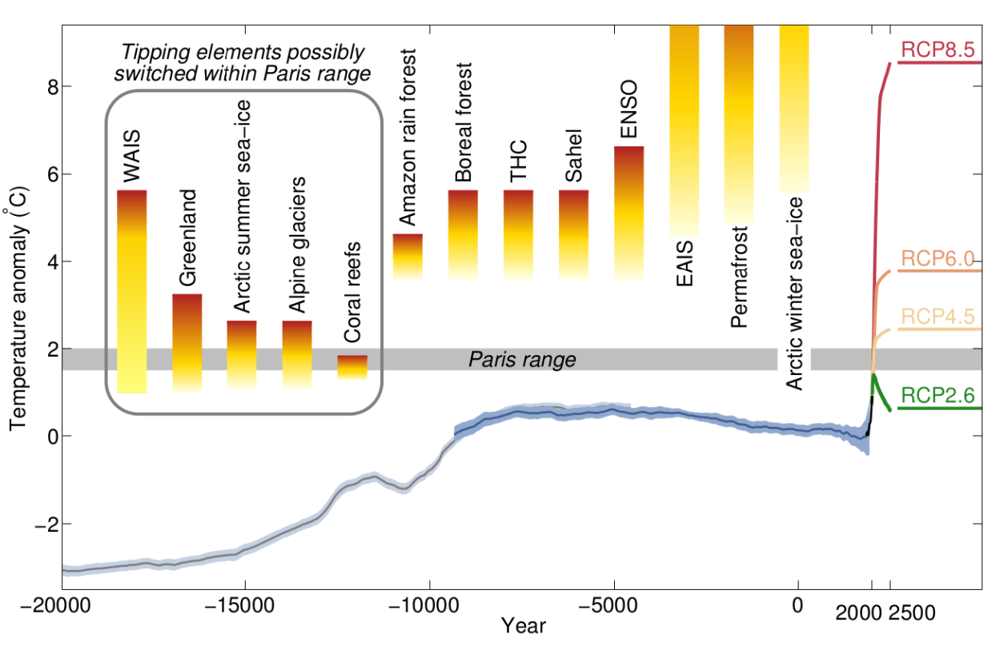 Tipping elements possibly
switched within Paris range
WAIS
Greenland
Arctic summer sea−ice
Alpine glaciers
Coral reefs
Amazon rain forest
Boreal forest
THC
Sahel
ENSO
EAIS
Permafrost
Arctic winter sea−ice
RCP8.5
RCP6.0
RCP4.5
RCP2.6
Paris range
Temperature anomaly (°C)
8
6
4
2
0
−2
−20000
−15000
−10000
−5000
0
2000 2500
Year